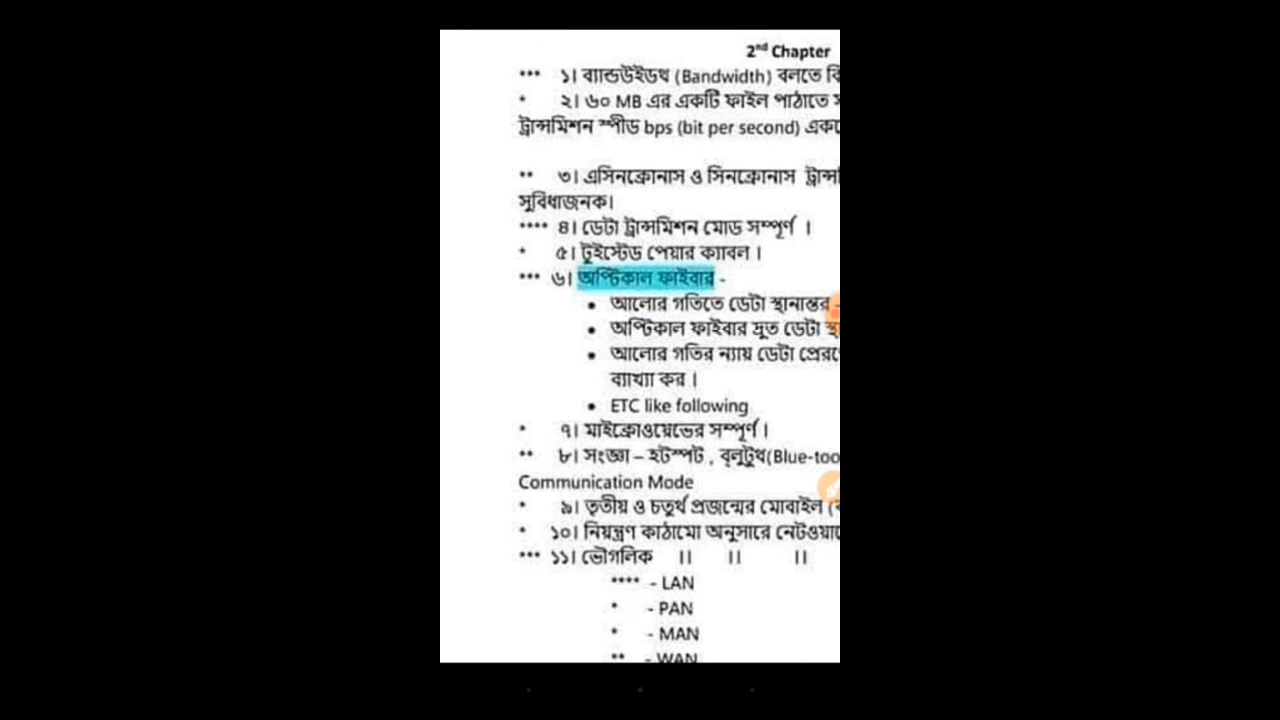 2nd Chapter
*** ১। ব্যান্ডউইডথ (Bandwidth) বলতে
* ২। ৬০ MB এর একটি ফাইল পাঠাতে
ট্রান্সমিশন স্পীড bps (bit per second)
** ৩। এসিনক্রোনাস ও সিনক্রোনাস
সুবিধাজনক।
**** ৪। ডেটা ট্রান্সমিশন মোড সম্পূর্ণ ।
* ৫। টুইস্টেড পেয়ার ক্যাবল ।
*** ৬। অপ্টিকাল ফাইবার -
• আলোর গতিতে ডেটা স্থানান্তর -
• অপ্টিকাল ফাইবার দ্রুত ডেটা
• আলোর গতির ন্যায় ডেটা
ব্যাখ্যা কর ।
• ETC like following
* ৭। মাইক্রোওয়েভের সম্পূর্ণ ।
** ৮। সংজ্ঞা – হটস্পট , ব্লুটুথ(Blue-too
Communication Mode
* ৯। তৃতীয় ও চতুর্থ প্রজন্মের মোবাইল
* ১০। নিয়ন্ত্রণ কাঠামো অনুসারে
*** ১১। ভৌগলিক ।। ।। ।।
**** - LAN
* - PAN
* - MAN
** - WAN